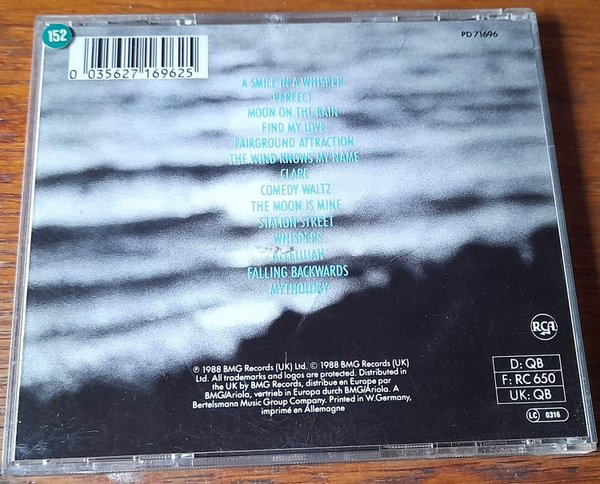 152
PD 71696
0 035627 169625
A SMILE IN A WHISPER
PERFECT
MOON ON THE RAIN
FIND MY LOVE
FAIRGROUND ATTRACTION
THE WIND KNOWS MY NAME
CLARE
COMEDY WALTZ
THE MOON IS MINE
STATION STREET
WHISPERS
ALLELUJAH
FALLING BACKWARDS
MYTHOLOGY
RCA
℗ 1988 BMG Records (UK) Ltd. © 1988 BMG Records (UK)
Ltd. All trademarks and logos are protected. Distributed in
the UK by BMG Records, distribue en Europe par
BMG/Ariola, vertrieb in Europa durch BMG/Ariola. A
Bertelsmann Music Group Company. Printed in W.Germany,
imprimé en Allemagne
D: QB
F: RC 650
UK: QB
LC 0316